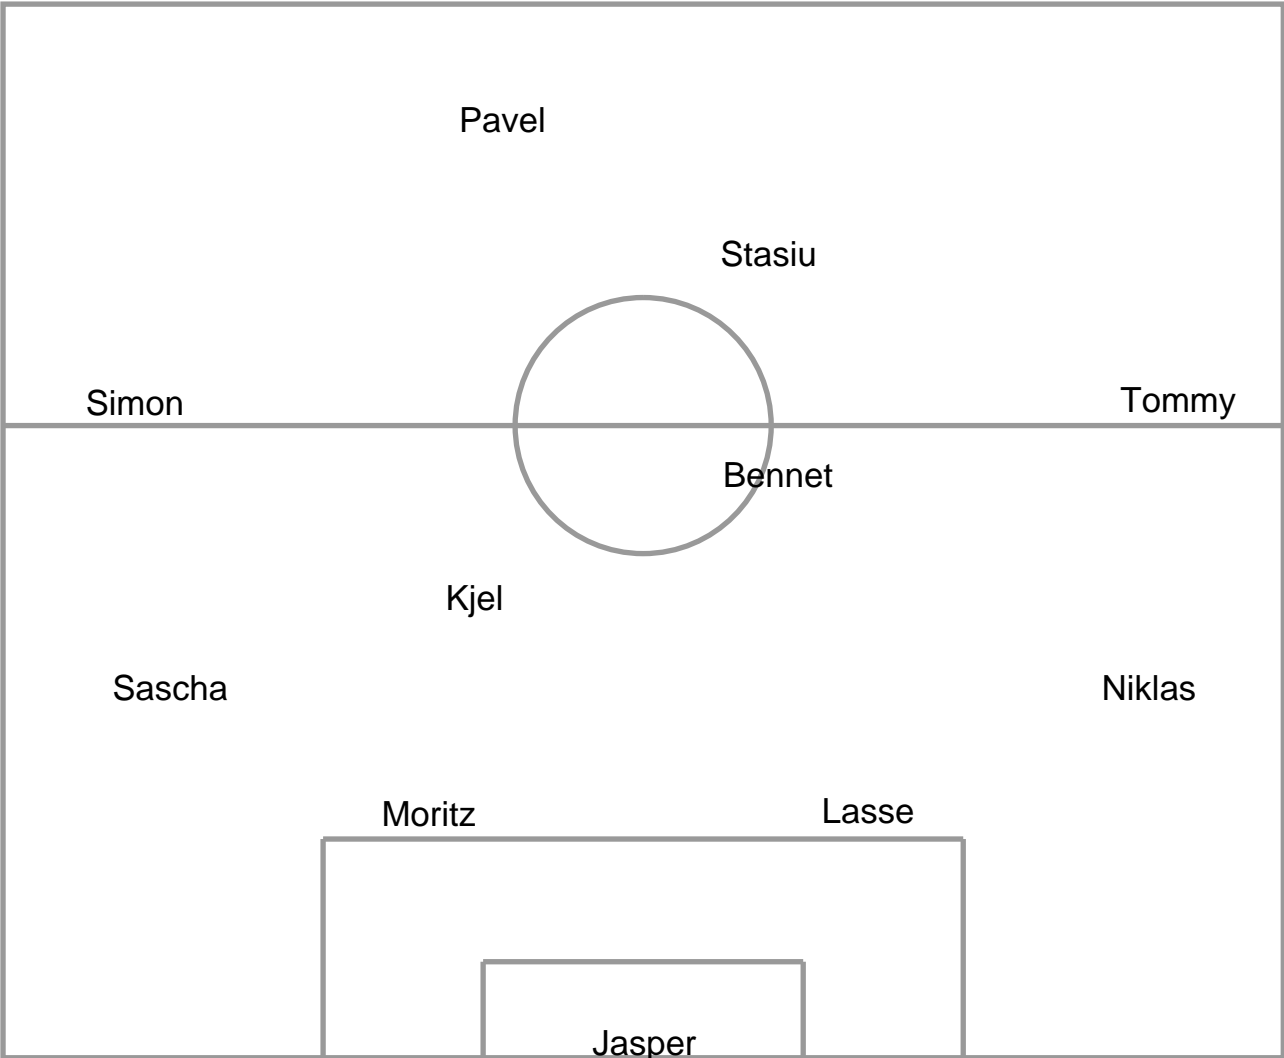 Pavel
Stasiu
Simon
Tommy
Bennet
Kjel
Sascha
Niklas
Moritz
Lasse
Jasper